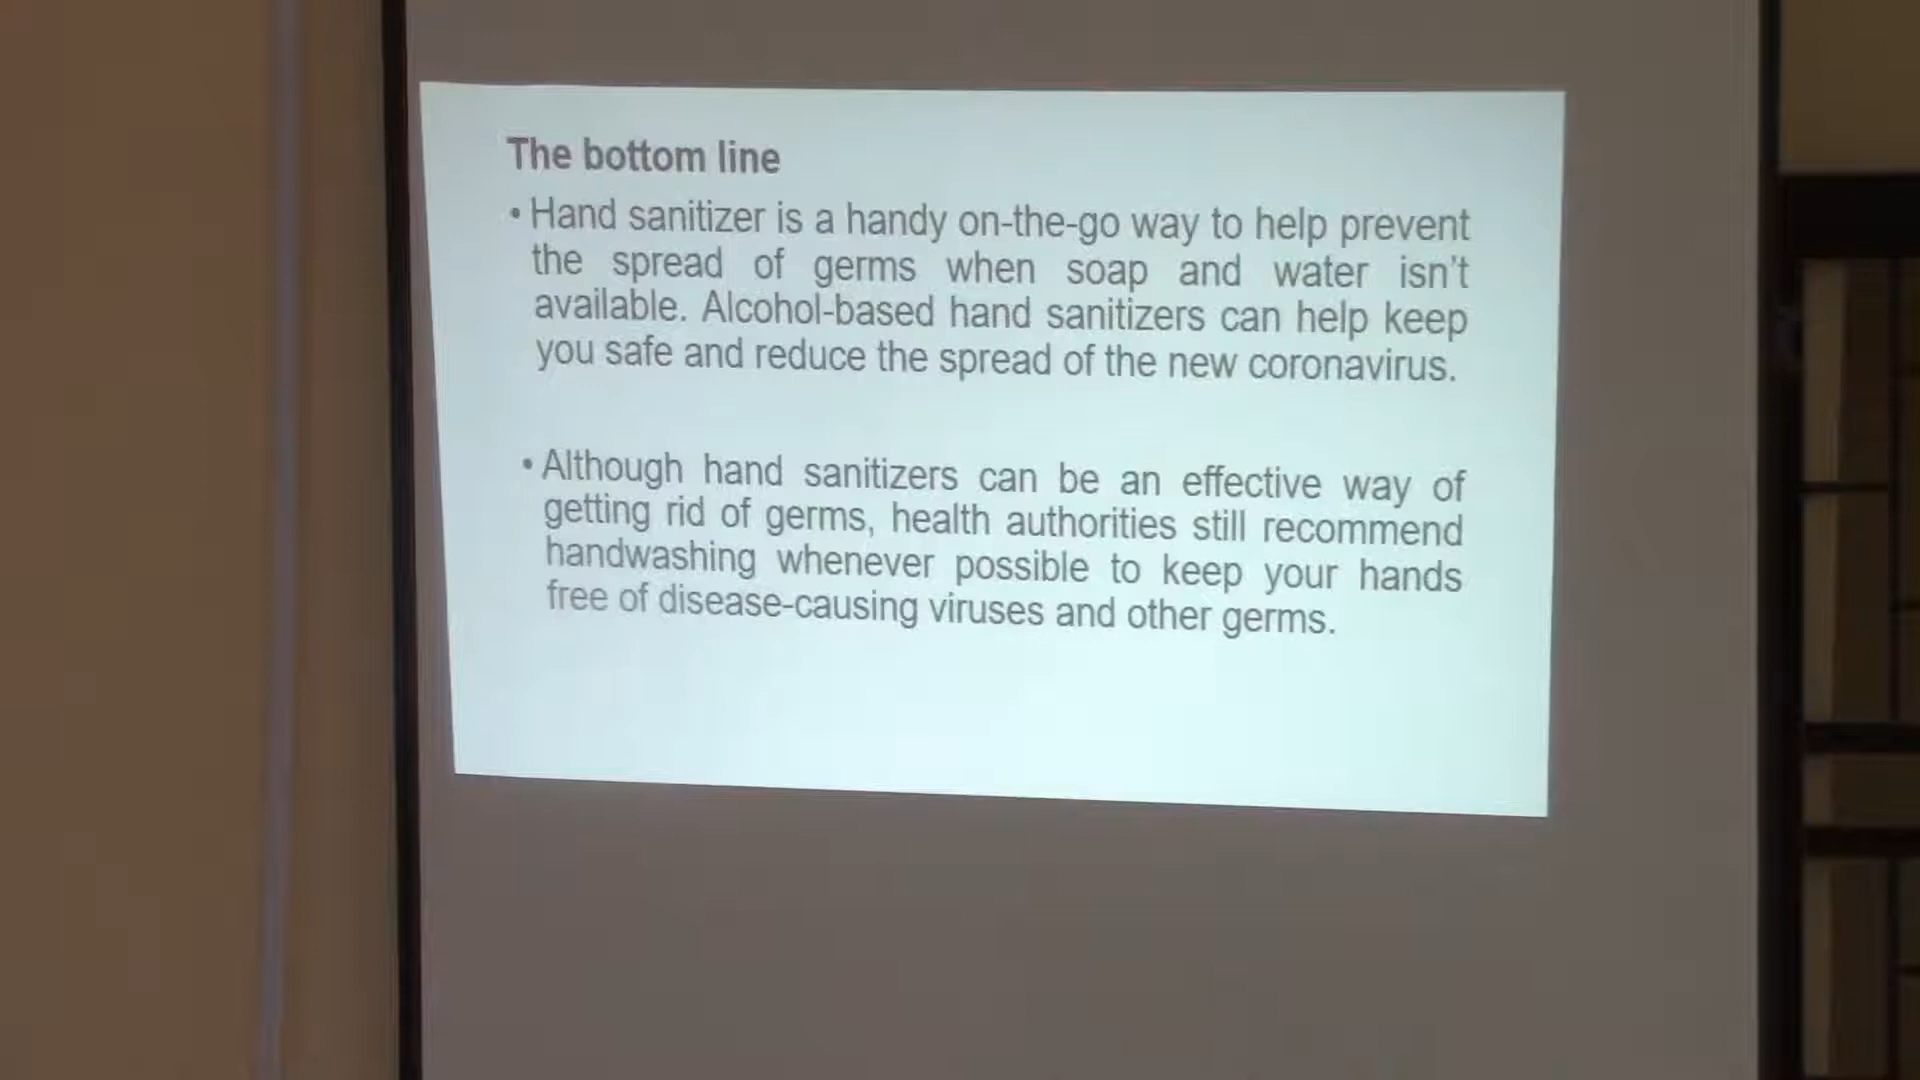 The bottom line
• Hand sanitizer is a handy on-the-go way to help prevent
the spread of germs when soap and water isn't
available. Alcohol-based hand sanitizers can help keep
you safe and reduce the spread of the new coronavirus.
• Although hand sanitizers can be an effective way of
getting rid of germs, health authorities still recommend
handwashing whenever possible to keep your hands
free of disease-causing viruses and other germs.